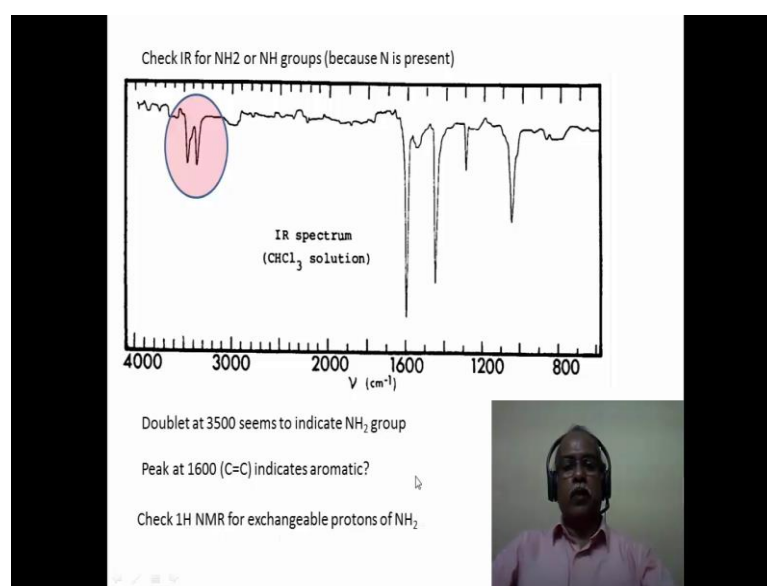 Check IR for NH2 or NH groups (because N is present)
IR spectrum
(CHCl3 solution)
4000 3000 2000 1600 1200 800
ν (cm-1)
Doublet at 3500 seems to indicate NH2 group
Peak at 1600 (C=C) indicates aromatic?
Check 1H NMR for exchangeable protons of NH2